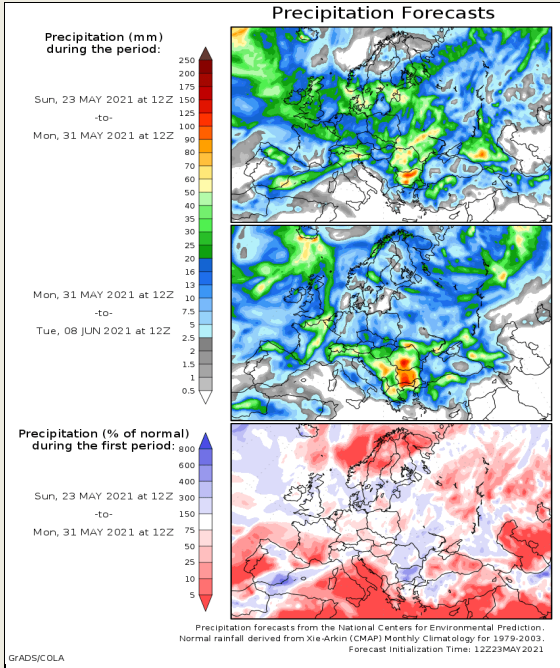 Precipitation Forecasts
Precipitation (mm)
during the period:
Sun, 23 MAY 2021 at 12Z
-to-
Mon, 31 MAY 2021 at 12Z
250
200
175
150
125
100
90
80
70
60
50
40
35
30
25
20
16
13
10
7.5
5
2.5
2
1.5
1
0.5
Mon, 31 MAY 2021 at 12Z
-to-
Tue, 08 JUN 2021 at 12Z
Precipitation (% of normal)
during the first period:
Sun, 23 MAY 2021 at 12Z
-to-
Mon, 31 MAY 2021 at 12Z
800
600
400
300
150
75
50
25
10
5
Precipitation forecasts from the National Centers for Environmental Prediction.
Normal rainfall derived from Xie-Arkin (CMAP) Monthly Climatology for 1979-2003.
Forecast Initialization Time: 12Z23MAY2021
GrADS/COLA